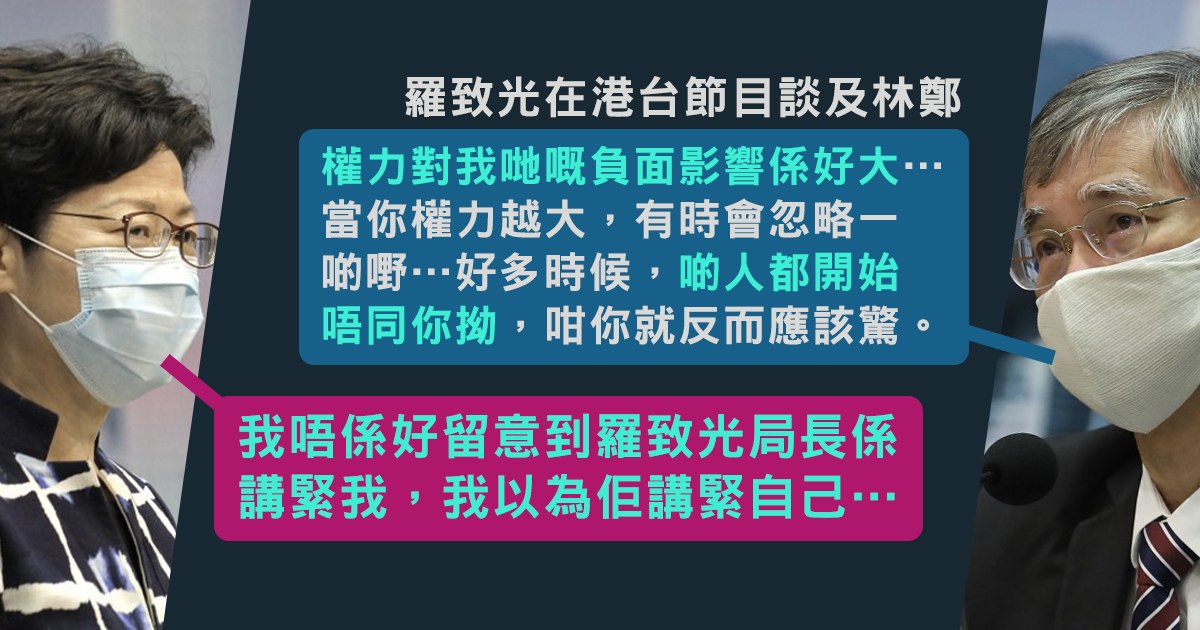 羅致光在港台節目談及林鄭
權力對我哋嘅負面影響係好大⋯
當你權力越大，有時會忽略一
啲嘢⋯好多時候，啲人都開始
唔同你拗，咁你就反而應該驚。
我唔係好留意到羅致光局長係
講緊我，我以為佢講緊自己⋯